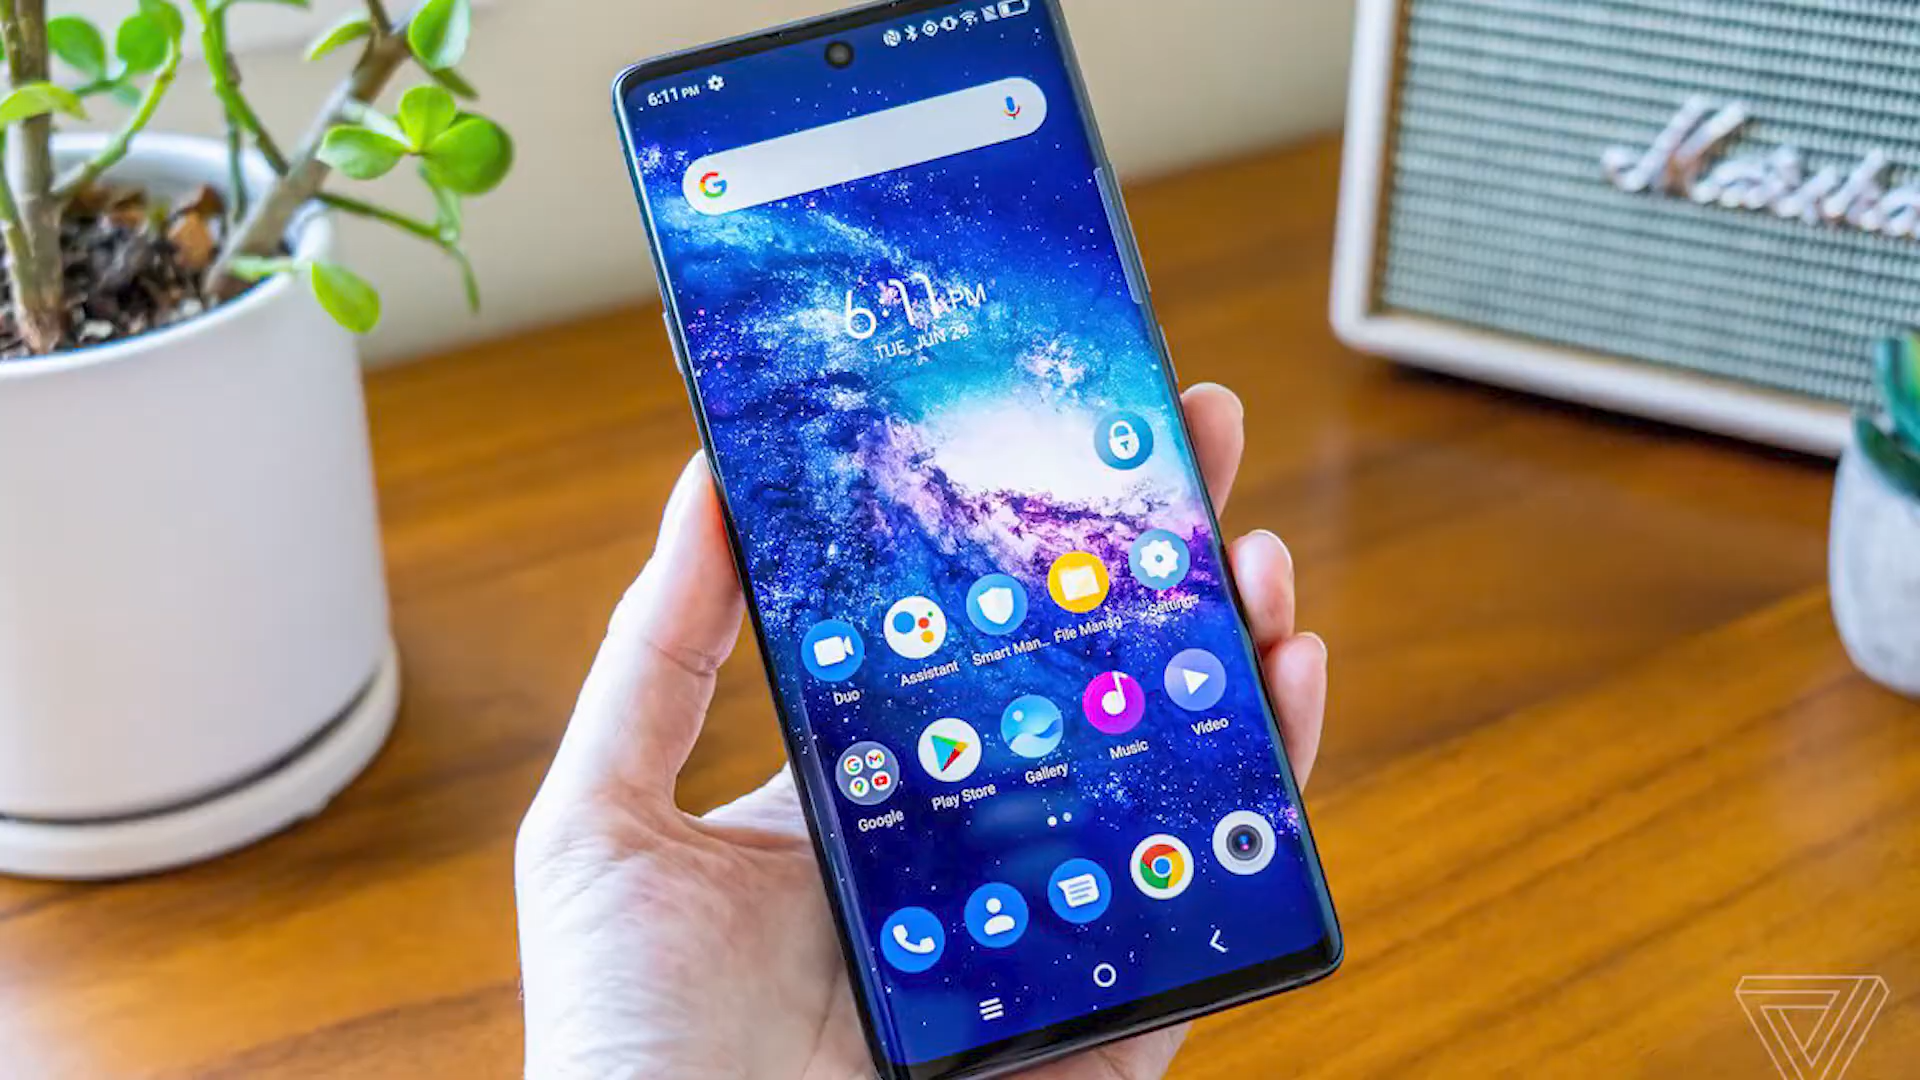 6:11 PM
6:11 PM
TUE, JUN 29
Duo
Assistant
Smart Man...
File Manag...
Settings
Google
Play Store
Gallery
Music
Video